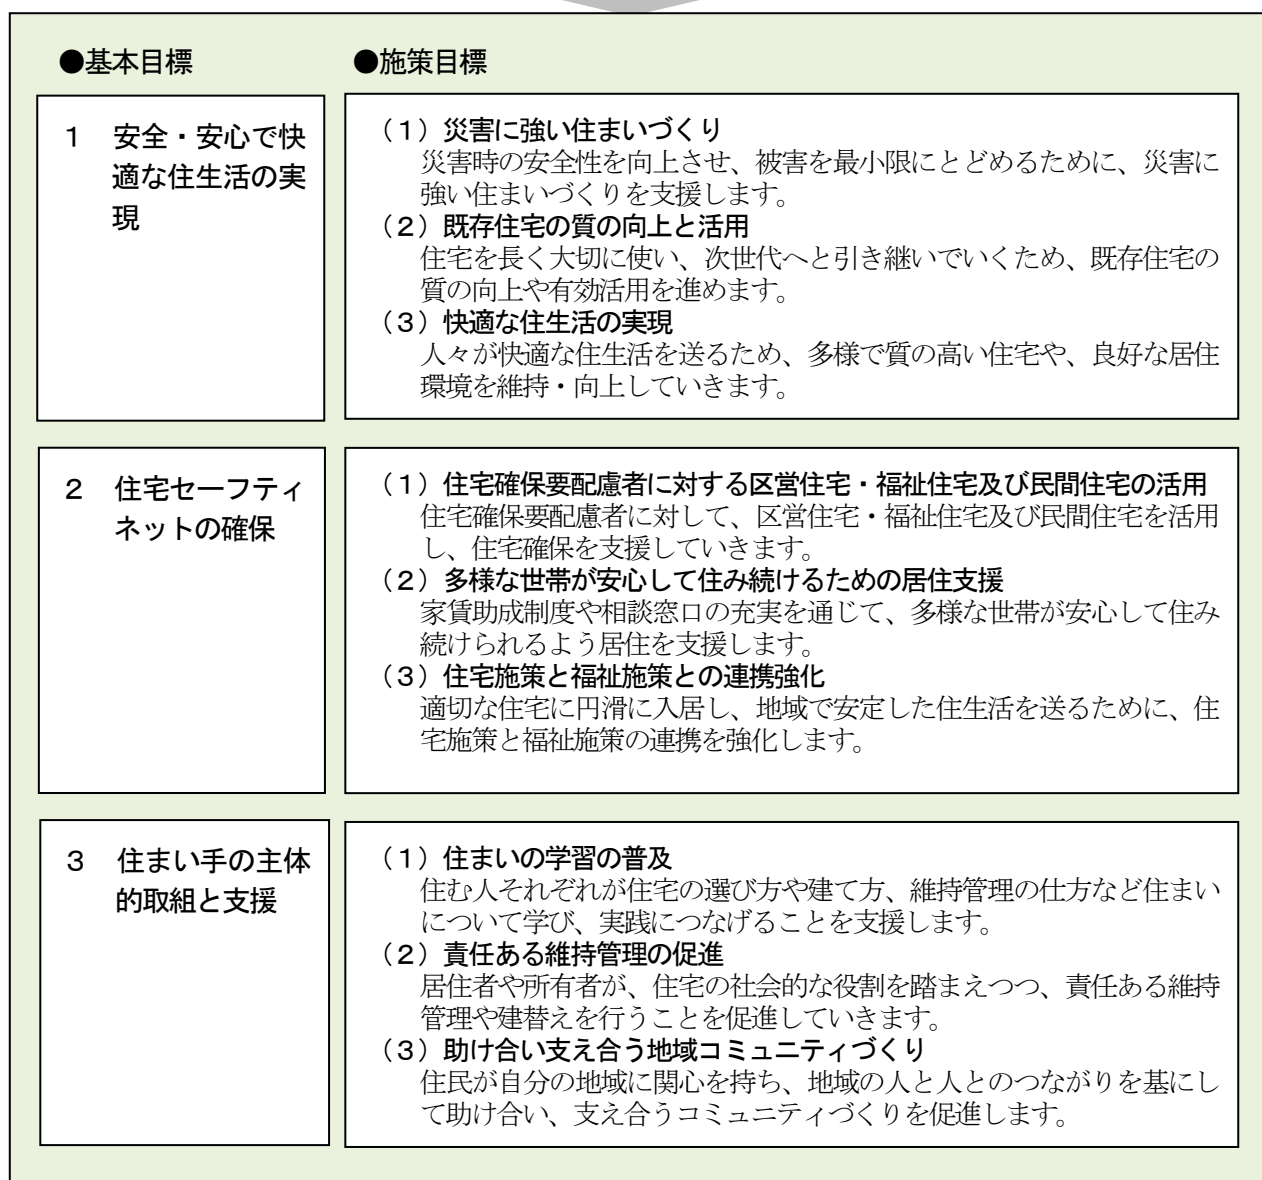 ●基本目標
●施策目標
1 安全・安心で快
適な住生活の実
現
(1)災害に強い住まいづくり
災害時の安全性を向上させ、被害を最小限にとどめるために、災害に
強い住まいづくりを支援します。
(2)既存住宅の質の向上と活用
住宅を長く大切に使い、次世代へと引き継いでいくため、既存住宅の
質の向上や有効活用を進めます。
(3)快適な住生活の実現
人々が快適な住生活を送るため、多様で質の高い住宅や、良好な居住
環境を維持・向上していきます。
2 住宅セーフティ
ネットの確保
(1)住宅確保要配慮者に対する区営住宅・福祉住宅及び民間住宅の活用
住宅確保要配慮者に対して、区営住宅・福祉住宅及び民間住宅を活用
し、住宅確保を支援していきます。
(2)多様な世帯が安心して住み続けるための居住支援
家賃助成制度や相談窓口の充実を通じて、多様な世帯が安心して住み
続けられるよう居住を支援します。
(3)住宅施策と福祉施策との連携強化
適切な住宅に円滑に入居し、地域で安定した住生活を送るために、住
宅施策と福祉施策の連携を強化します。
3 住まい手の主体
的取組と支援
(1)住まいの学習の普及
住む人それぞれが住宅の選び方や建て方、維持管理の仕方など住まい
について学び、実践につなげることを支援します。
(2)責任ある維持管理の促進
居住者や所有者が、住宅の社会的な役割を踏まえつつ、責任ある維持
管理や建替えを行うことを促進していきます。
(3)助け合い支え合う地域コミュニティづくり
住民が自分の地域に関心を持ち、地域の人と人とのつながりを基にし
て助け合い、支え合うコミュニティづくりを促進します。